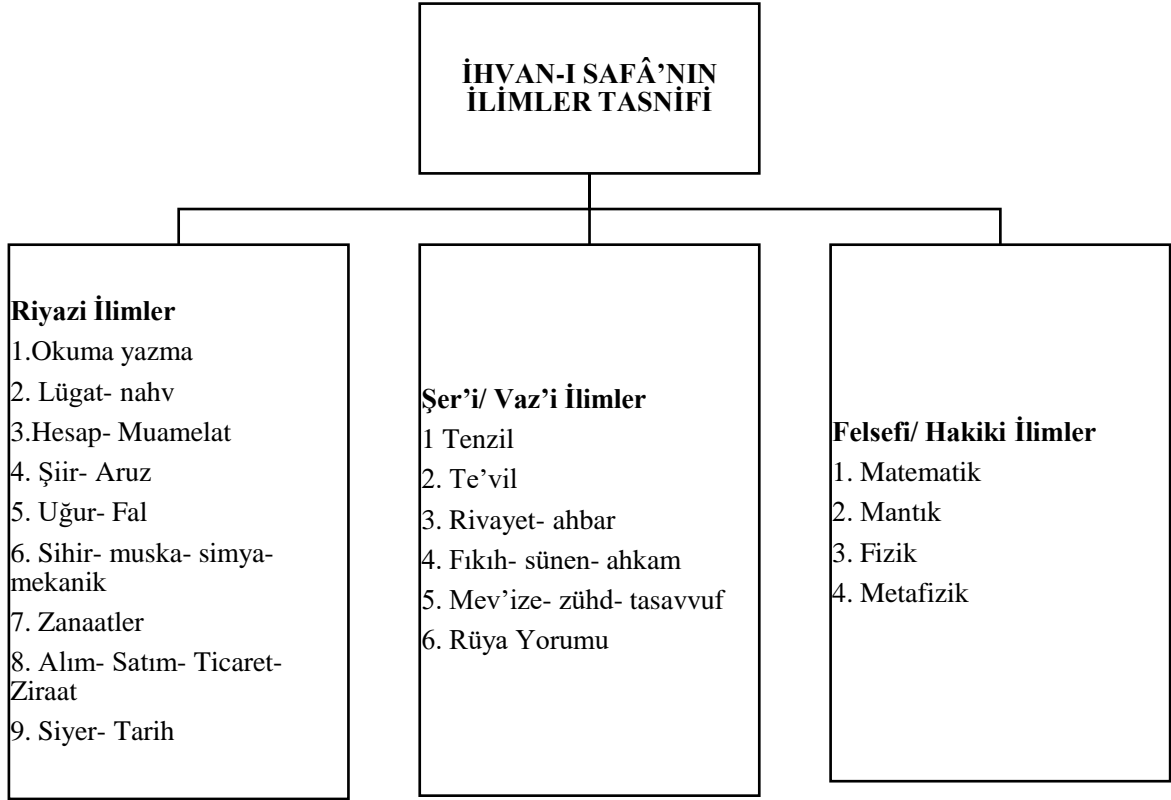 İHVAN-I SAFÂ’NIN
İLİMLER TASNİFİ
Riyazi İlimler
1.Okuma yazma
2. Lügat- nahv
3.Hesap- Muamelat
4. Şiir- Aruz
5. Uğur- Fal
6. Sihir- muska- simya-
mekanik
7. Zanaatler
8. Alım- Satım- Ticaret-
Ziraat
9. Siyer- Tarih
Şer’i/ Vaz’i İlimler
1 Tenzil
2. Te’vil
3. Rivayet- ahbar
4. Fıkıh- sünen- ahkam
5. Mev’ize- zühd- tasavvuf
6. Rüya Yorumu
Felsefi/ Hakiki İlimler
1. Matematik
2. Mantık
3. Fizik
4. Metafizik